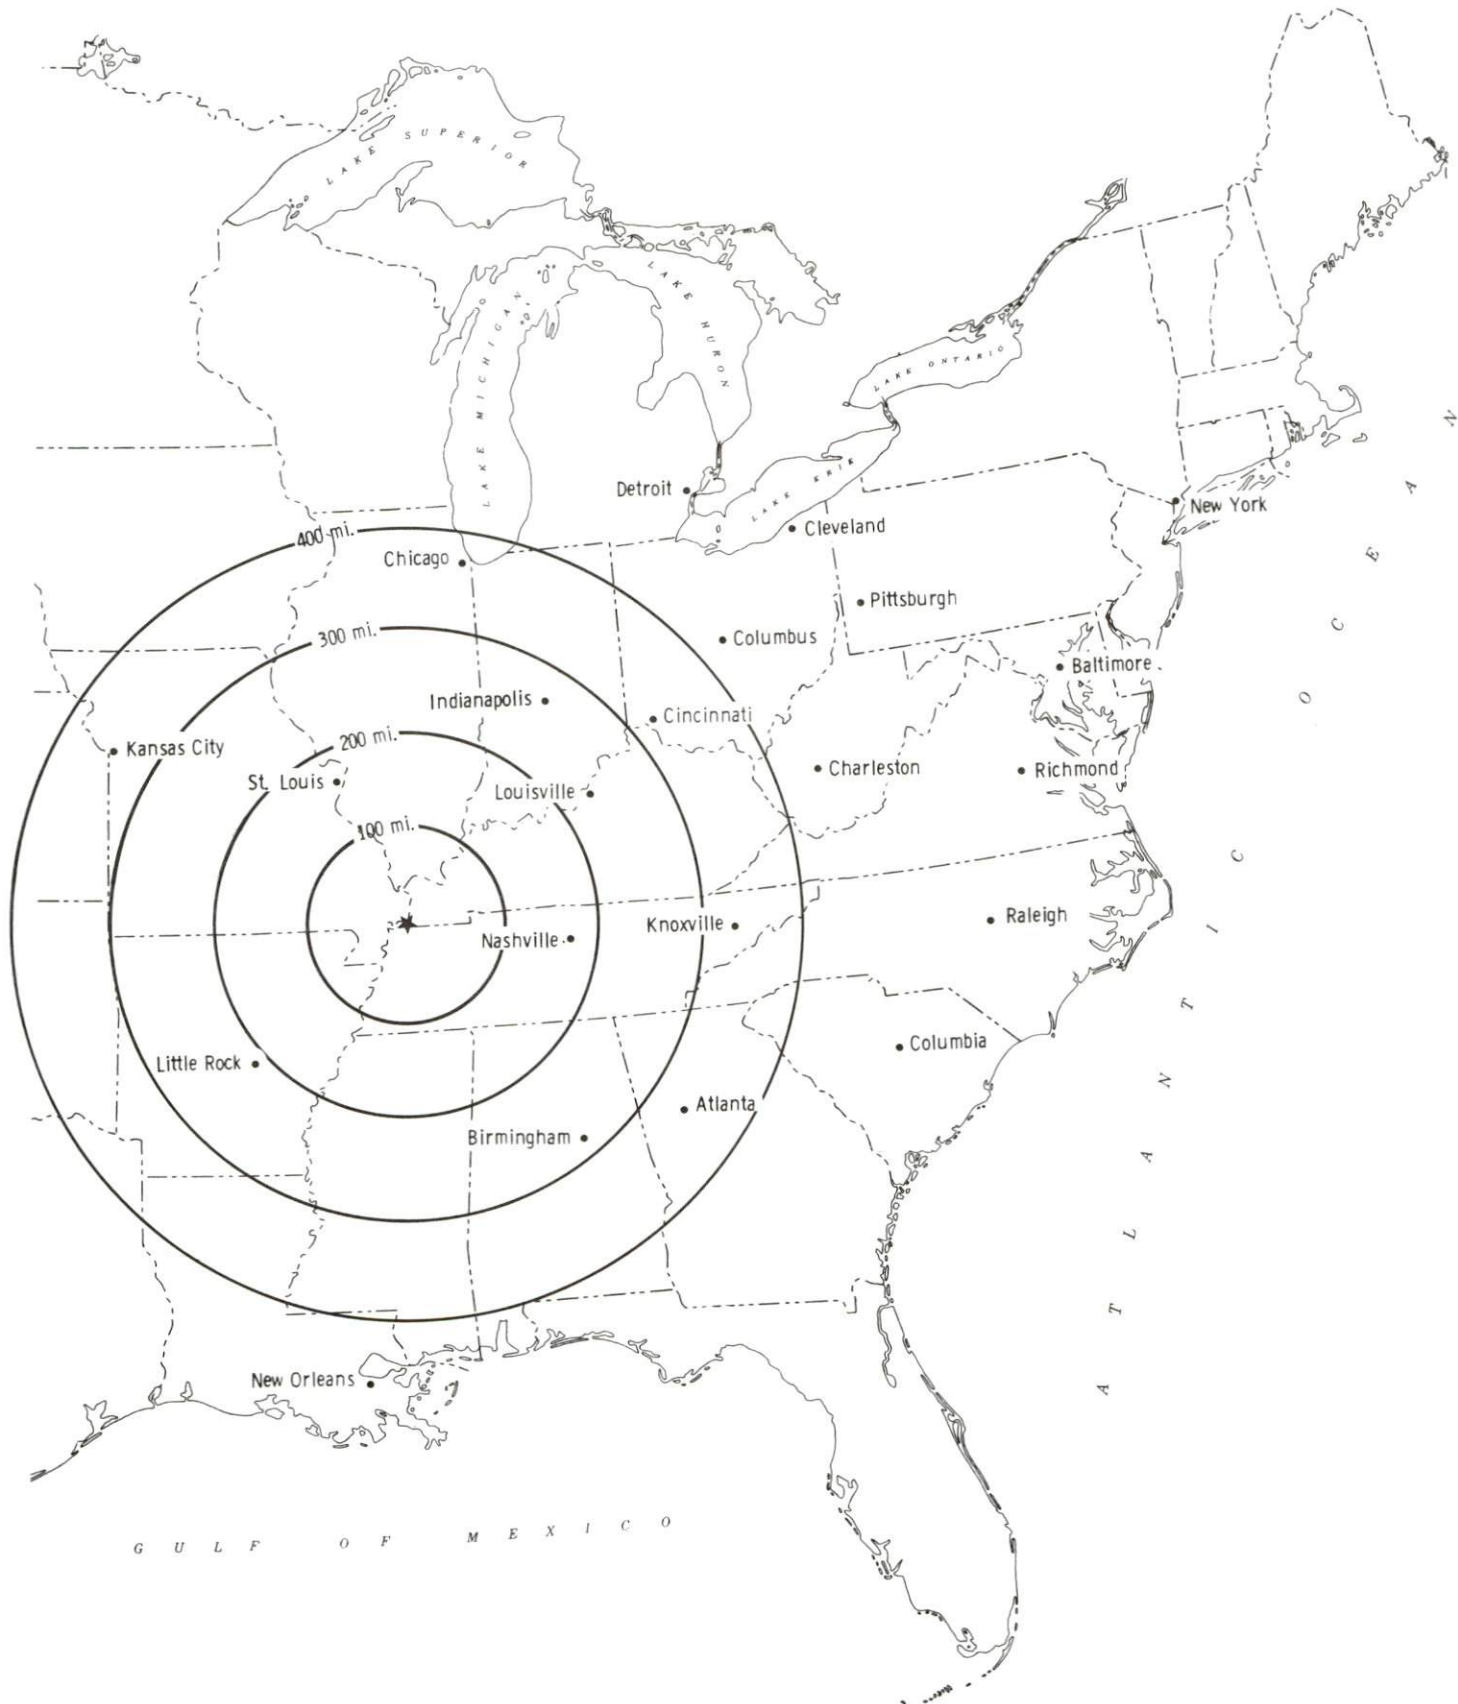 LAKE SUPERIOR
LAKE MICHIGAN
LAKE HURON
LAKE ONTARIO
LAKE ERIE
Detroit
Cleveland
New York
400 mi.
Chicago
Pittsburgh
300 mi.
Columbus
Baltimore
Indianapolis
Cincinnati
200 mi.
Kansas City
St. Louis
Louisville
Charleston
Richmond
100 mi.
Nashville
Knoxville
Raleigh
Little Rock
Columbia
Atlanta
Birmingham
New Orleans
ATLANTIC OCEAN
GULF OF MEXICO